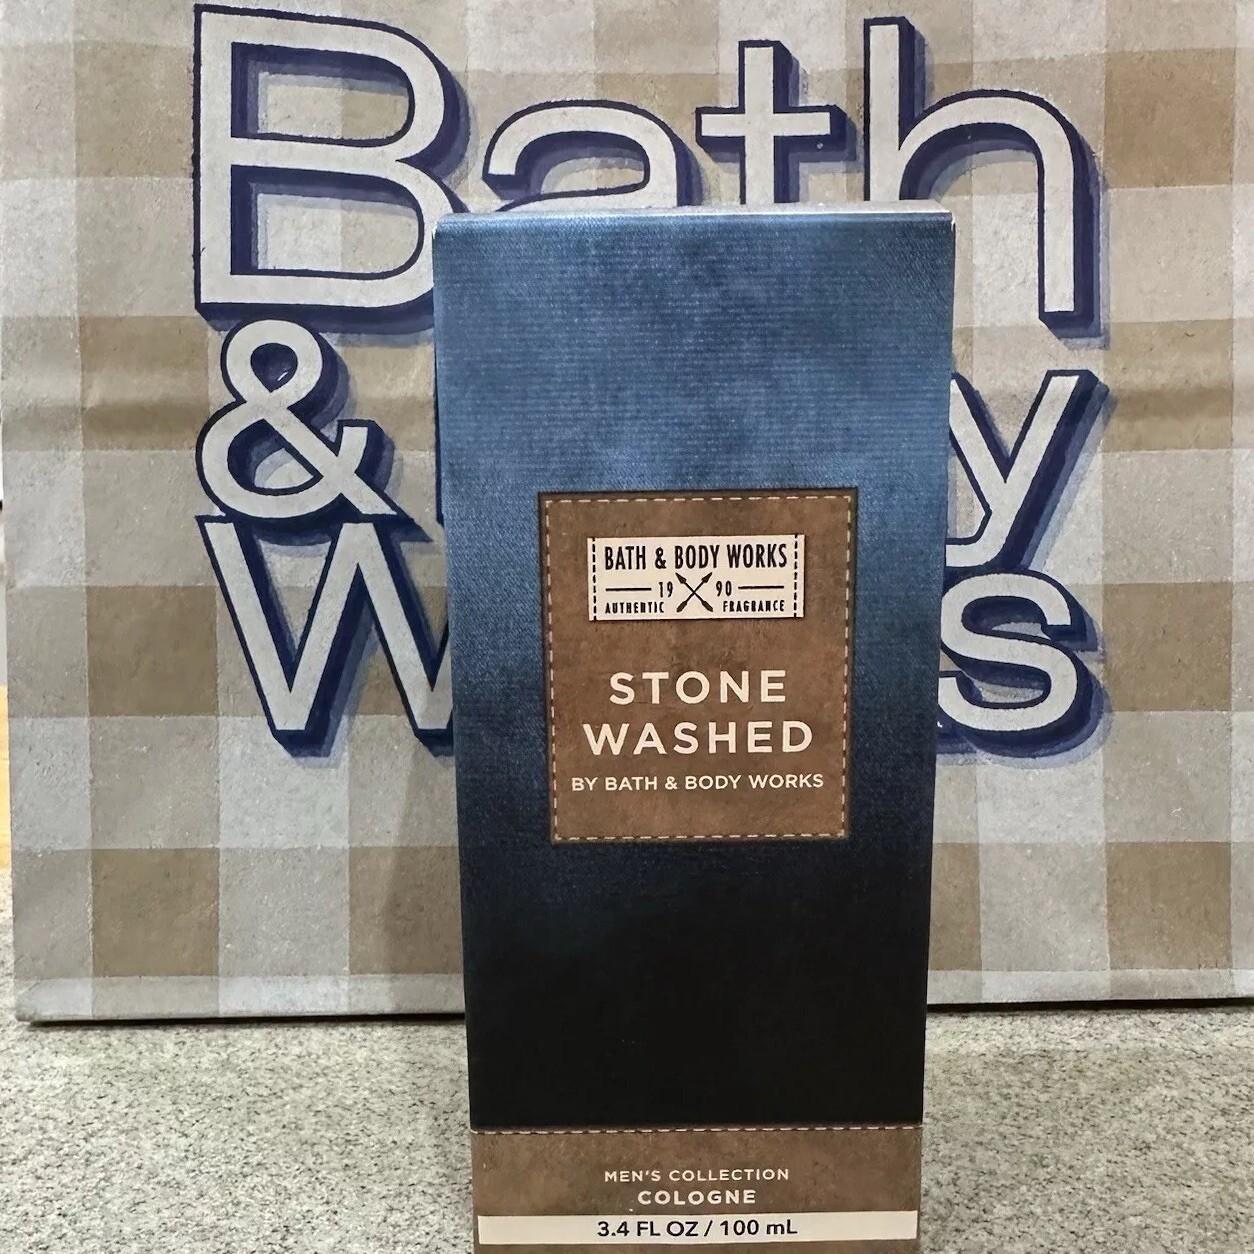 Bath
&
BATH & BODY WORKS
19 90
AUTHENTIC FRAGRANCE
STONE
WASHED
BY BATH & BODY WORKS
MEN'S COLLECTION
COLOGNE
3.4 FL OZ / 100 mL